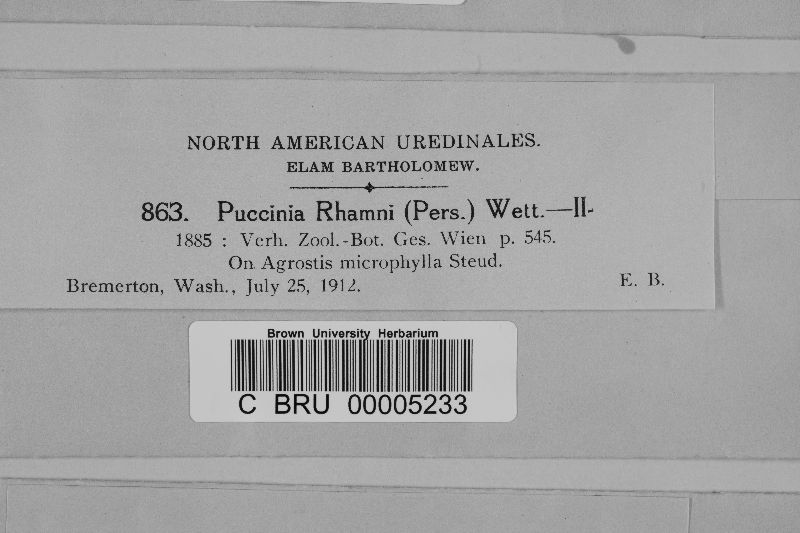 NORTH AMERICAN UREDINALES.
ELAM BARTHOLOMEW.
863. Puccinia Rhamni (Pers.) Wett.—II-
1885 : Verh. Zool.-Bot. Ges. Wien p. 545.
On Agrostis microphylla Steud.
Bremerton, Wash., July 25, 1912. E. B.
Brown University Herbarium
C BRU 00005233